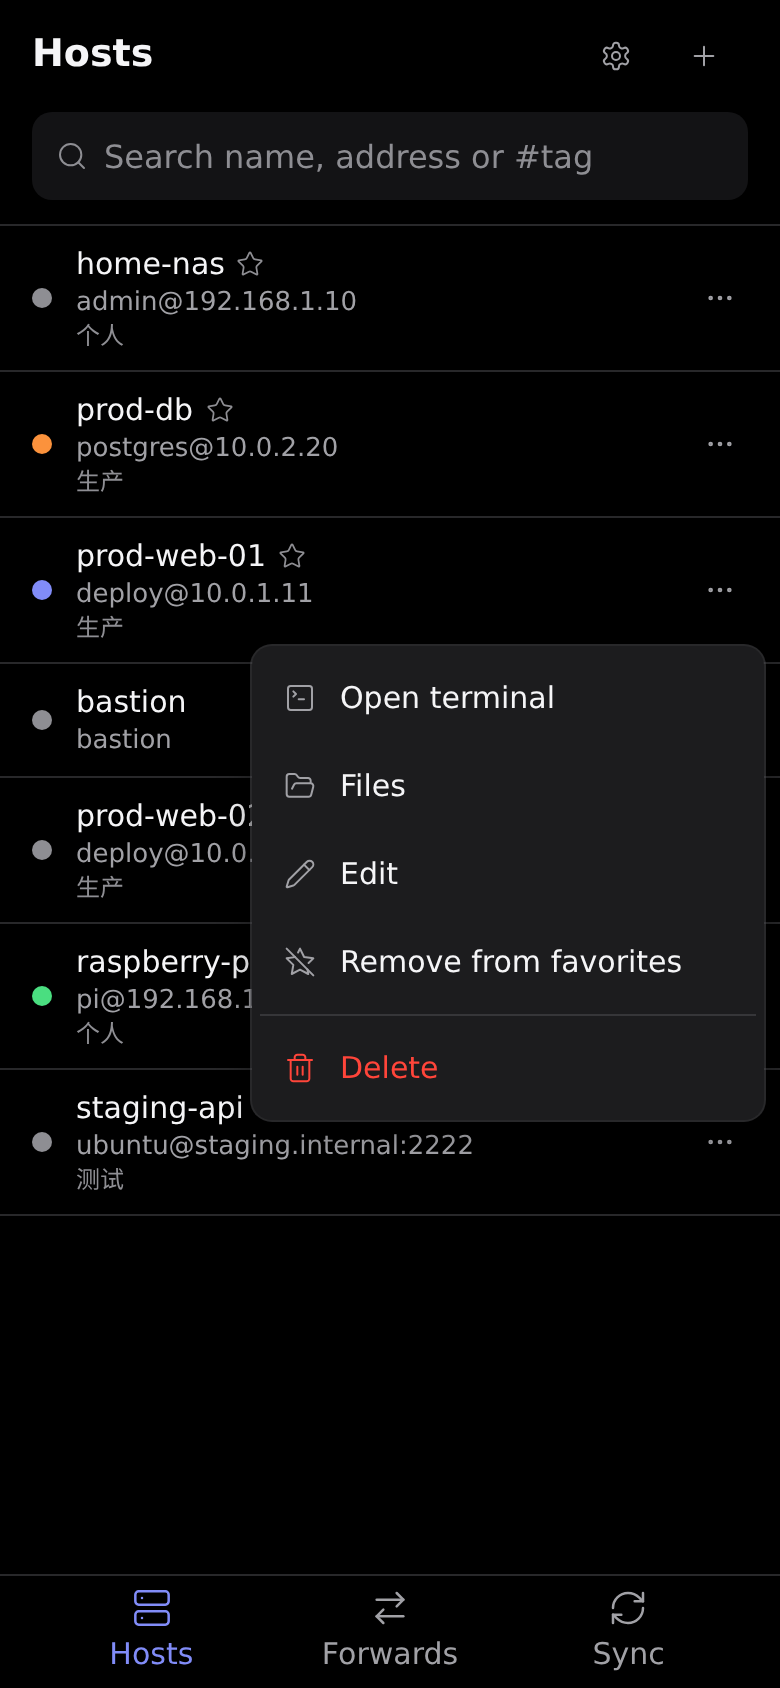 Hosts
Search name, address or #tag
home-nas
admin@192.168.1.10
个人
prod-db
postgres@10.0.2.20
生产
prod-web-01
deploy@10.0.1.11
生产
bastion
bastion
prod-web-02
deploy@10.0.
生产
raspberry-p
pi@192.168.1
个人
staging-api
ubuntu@staging.internal:2222
测试
Open terminal
Files
Edit
Remove from favorites
Delete
Hosts
Forwards
Sync